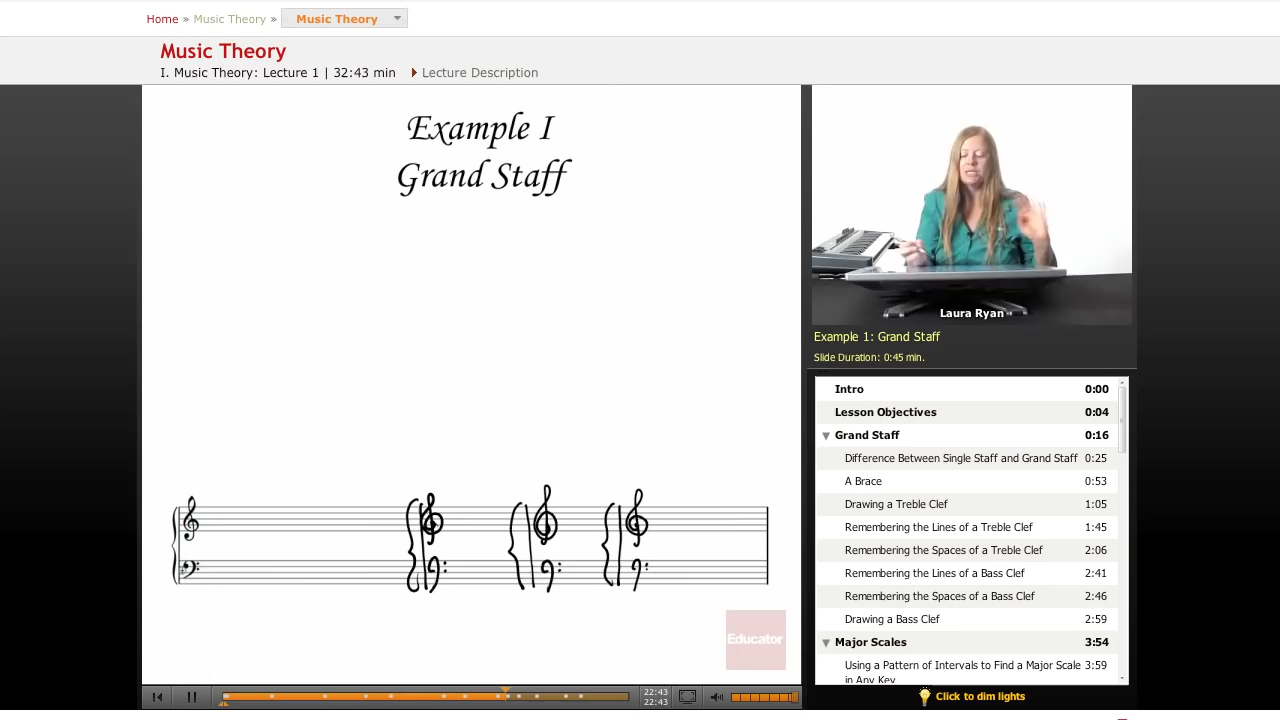 Home » Music Theory » Music Theory
Music Theory
I. Music Theory: Lecture 1 | 32:43 min Lecture Description
Example I
Grand Staff
Laura Ryan
Example 1: Grand Staff
Slide Duration: 0:45 min.
Intro 0:00
Lesson Objectives 0:04
Grand Staff 0:16
Difference Between Single Staff and Grand Staff 0:25
A Brace 0:53
Drawing a Treble Clef 1:05
Remembering the Lines of a Treble Clef 1:45
Remembering the Spaces of a Treble Clef 2:06
Remembering the Lines of a Bass Clef 2:41
Remembering the Spaces of a Bass Clef 2:46
Drawing a Bass Clef 2:59
Major Scales 3:54
Using a Pattern of Intervals to Find a Major Scale 3:59
in Any Key
Educator
22:43
22:43
Click to dim lights